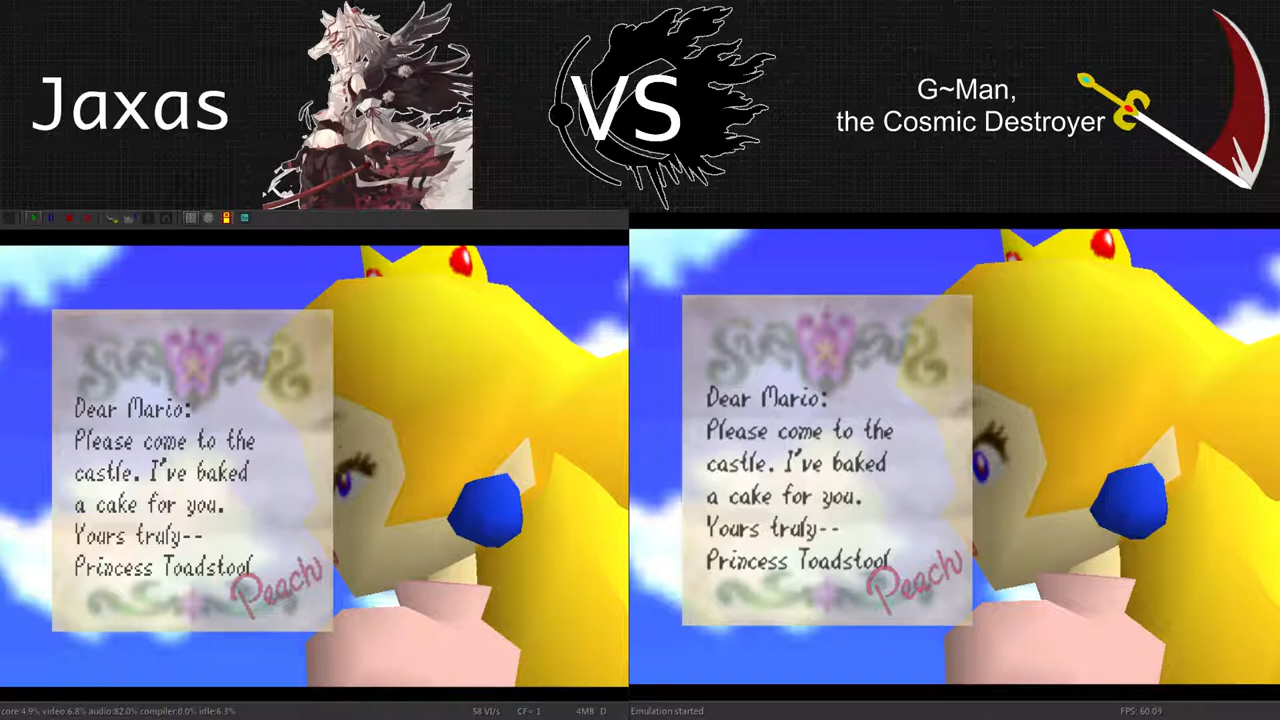 Jaxas
VS
G~Man,
the Cosmic Destroyer
Dear Mario:
Please come to the
castle. I've baked
a cake for you.
Yours truly--
Princess Toadstool
Peach
Dear Mario:
Please come to the
castle. I've baked
a cake for you.
Yours truly--
Princess Toadstool
Peach
core:4.9% video:6.8% audio:82.0% compiler:0.0% idle:6.3%
58 VI/s
CF= 1
4MB D
Emulation started
FPS: 60.09